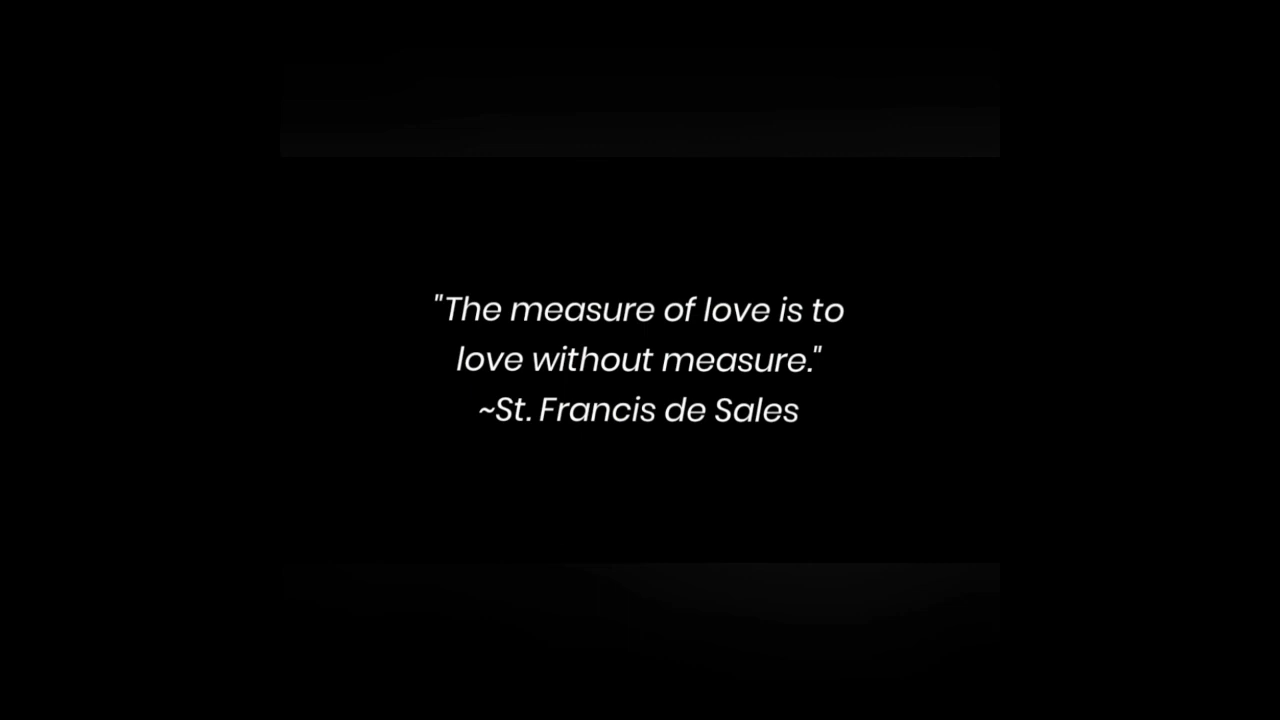 "The measure of love is to
love without measure."
~St. Francis de Sales